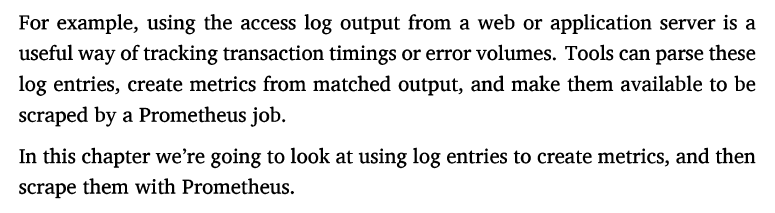 For example, using the access log output from a web or application server is a
useful way of tracking transaction timings or error volumes. Tools can parse these
log entries, create metrics from matched output, and make them available to be
scraped by a Prometheus job.
In this chapter we’re going to look at using log entries to create metrics, and then
scrape them with Prometheus.